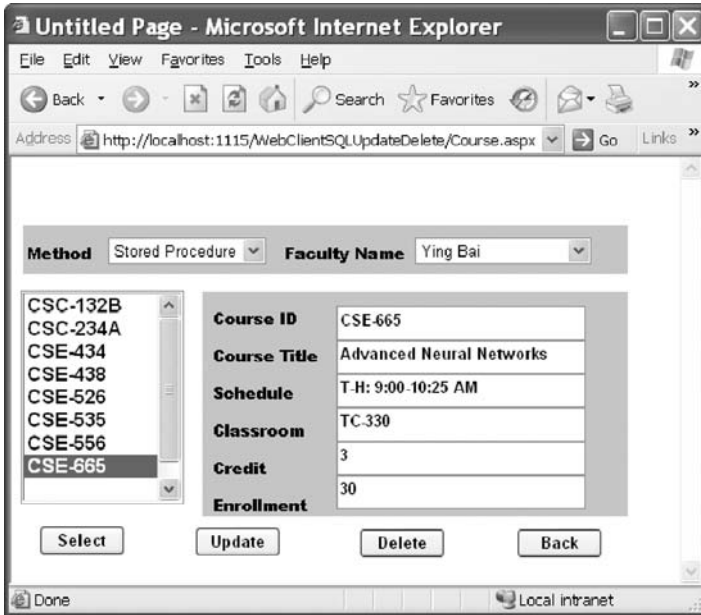 Untitled Page - Microsoft Internet Explorer
File Edit View Favorites Tools Help
Back Search Favorites »
Address http://localhost:1115/WebClientSQLUpdateDelete/Course.aspx Go Links »
Method Stored Procedure Faculty Name Ying Bai
CSC-132B
CSC-234A
CSE-434
CSE-438
CSE-526
CSE-535
CSE-556
CSE-665
Course ID CSE-665
Course Title Advanced Neural Networks
Schedule T-H: 9:00-10:25 AM
Classroom TC-330
Credit 3
Enrollment 30
Select Update Delete Back
Done Local intranet